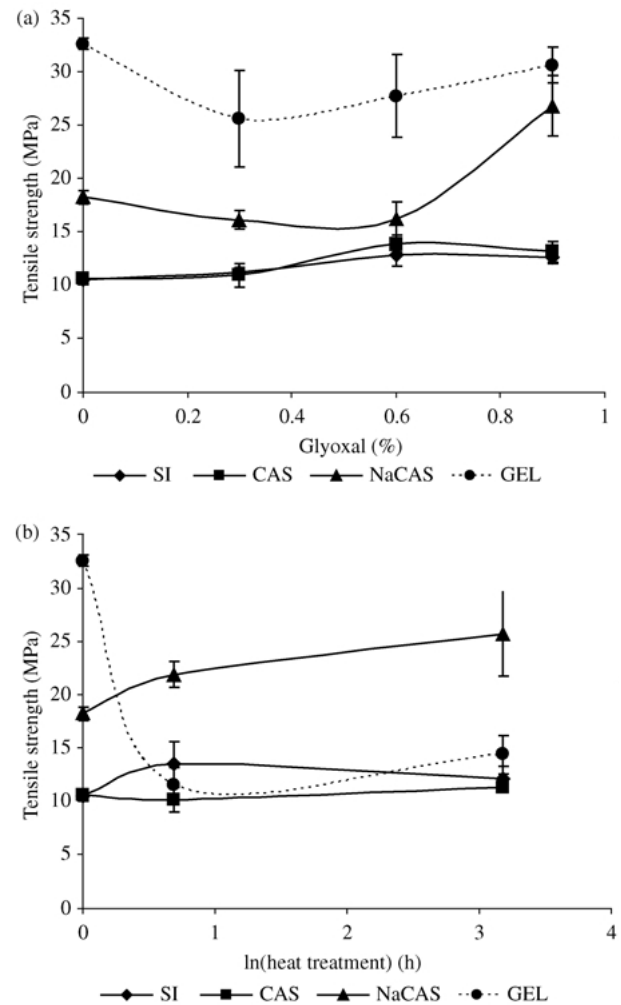 (a)
35
30
25
20
15
10
5
0
Tensile strength (MPa)
0 0.2 0.4 0.6 0.8 1
Glyoxal (%)
SI CAS NaCAS GEL
(b)
35
30
25
20
15
10
5
0
Tensile strength (MPa)
0 1 2 3 4
ln(heat treatment) (h)
SI CAS NaCAS GEL